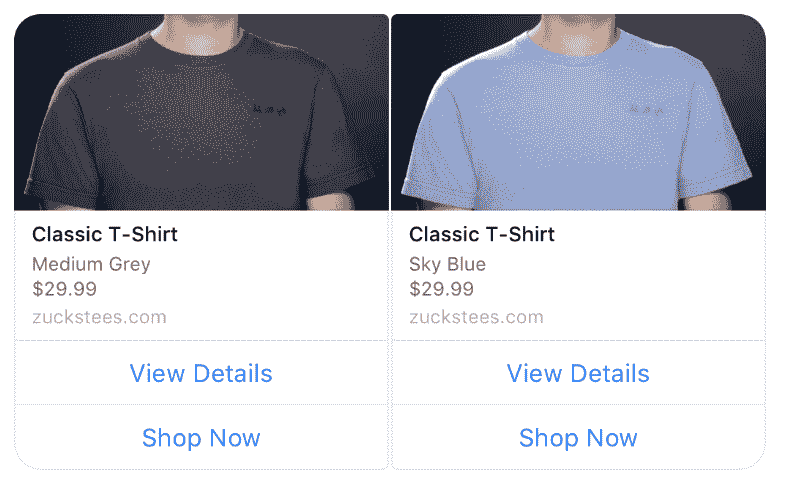 Classic T-Shirt
Medium Grey
$29.99
zuckstees.com
View Details
Shop Now
Classic T-Shirt
Sky Blue
$29.99
zuckstees.com
View Details
Shop Now